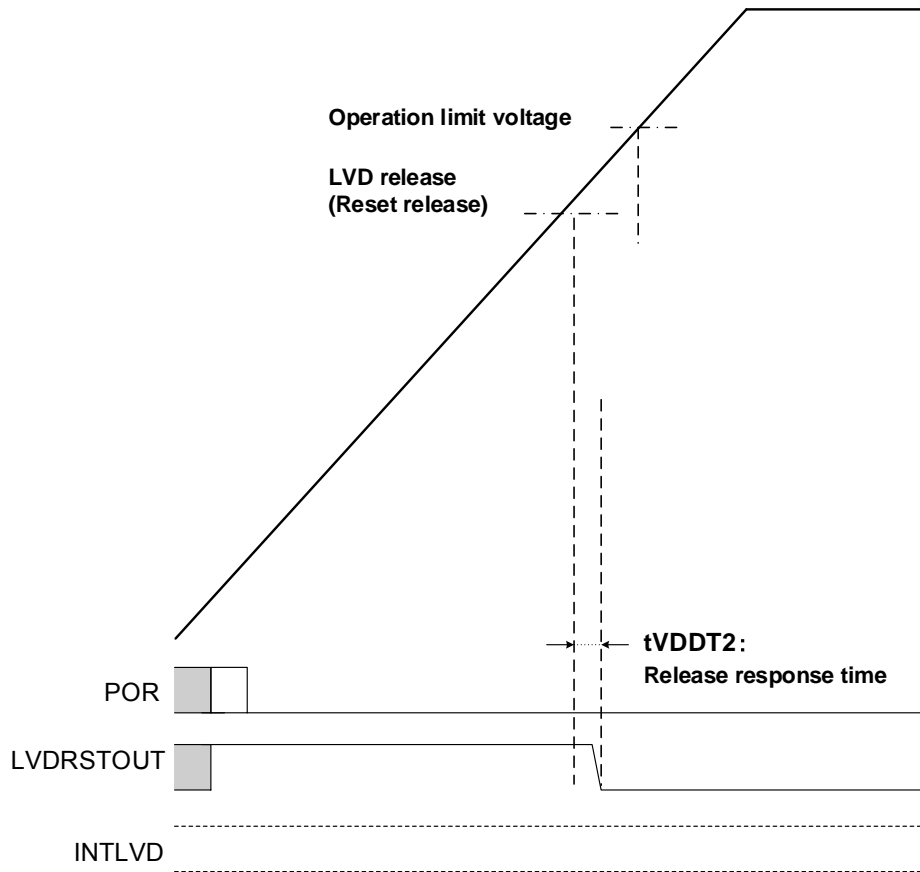 Operation limit voltage
LVD release
(Reset release)
tVDDT2:
Release response time
POR
LVDRSTOUT
INTLVD